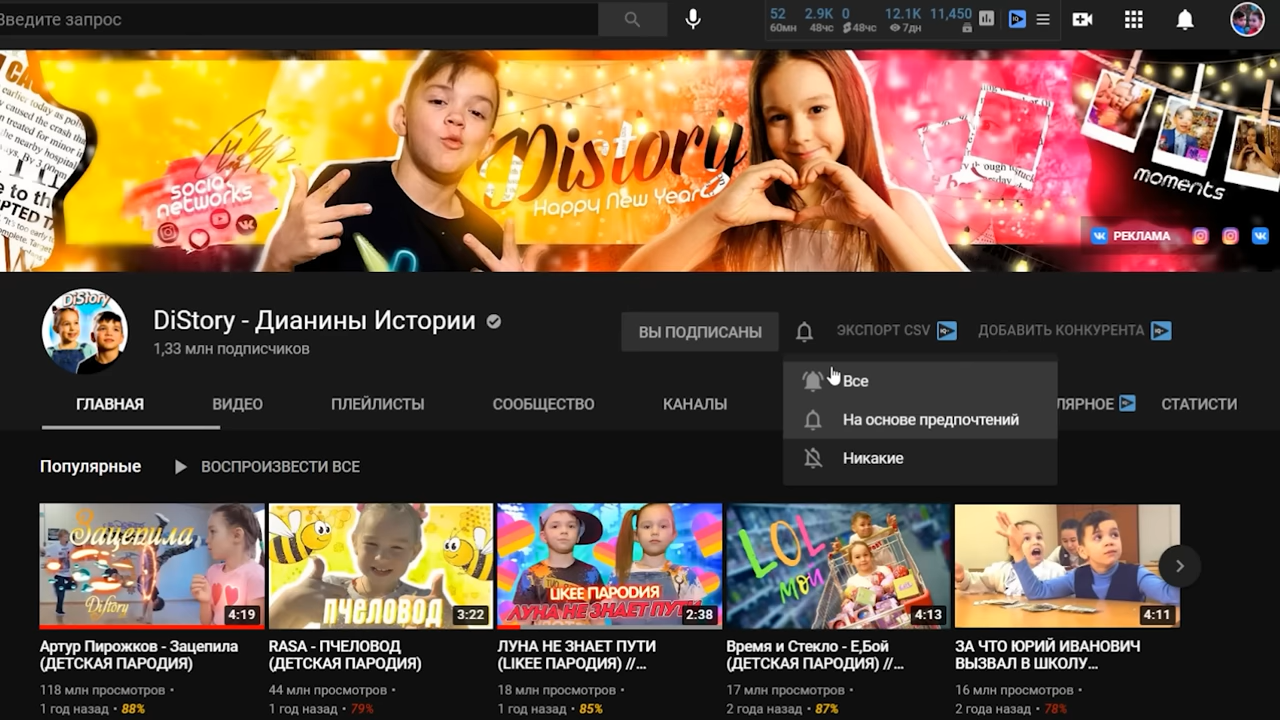 Введите запрос
52 2.9K 0 12.1K 11,450
60мн 48чс 48чс 7дн
DiStory
Happy New Year
social
networks
moments
РЕКЛАМА
DiStory
DiStory - Дианины Истории
1,33 млн подписчиков
ВЫ ПОДПИСАНЫ
ЭКСПОРТ CSV
ДОБАВИТЬ КОНКУРЕНТА
Все
На основе предпочтений
Никакие
ГЛАВНАЯ ВИДЕО ПЛЕЙЛИСТЫ СООБЩЕСТВО КАНАЛЫ ЛЯРНОЕ СТАТИСТИ
Популярные ВОСПРОИЗВЕСТИ ВСЕ
Зацепила
DiStory
4:19
ПЧЕЛОВОД
3:22
LIKEE ПАРОДИЯ
ЛУНА НЕ ЗНАЕТ ПУТИ
2:38
LOL
мои
4:13
4:11
Артур Пирожков - Зацепила
(ДЕТСКАЯ ПАРОДИЯ)
118 млн просмотров •
1 год назад • 88%
RASA - ПЧЕЛОВОД
(ДЕТСКАЯ ПАРОДИЯ)
44 млн просмотров •
1 год назад • 79%
ЛУНА НЕ ЗНАЕТ ПУТИ
(LIKEE ПАРОДИЯ) //...
18 млн просмотров •
1 год назад • 85%
Время и Стекло - Е,Бой
(ДЕТСКАЯ ПАРОДИЯ) //...
17 млн просмотров •
2 года назад • 87%
ЗА ЧТО ЮРИЙ ИВАНОВИЧ
ВЫЗВАЛ В ШКОЛУ...
16 млн просмотров •
2 года назад • 78%